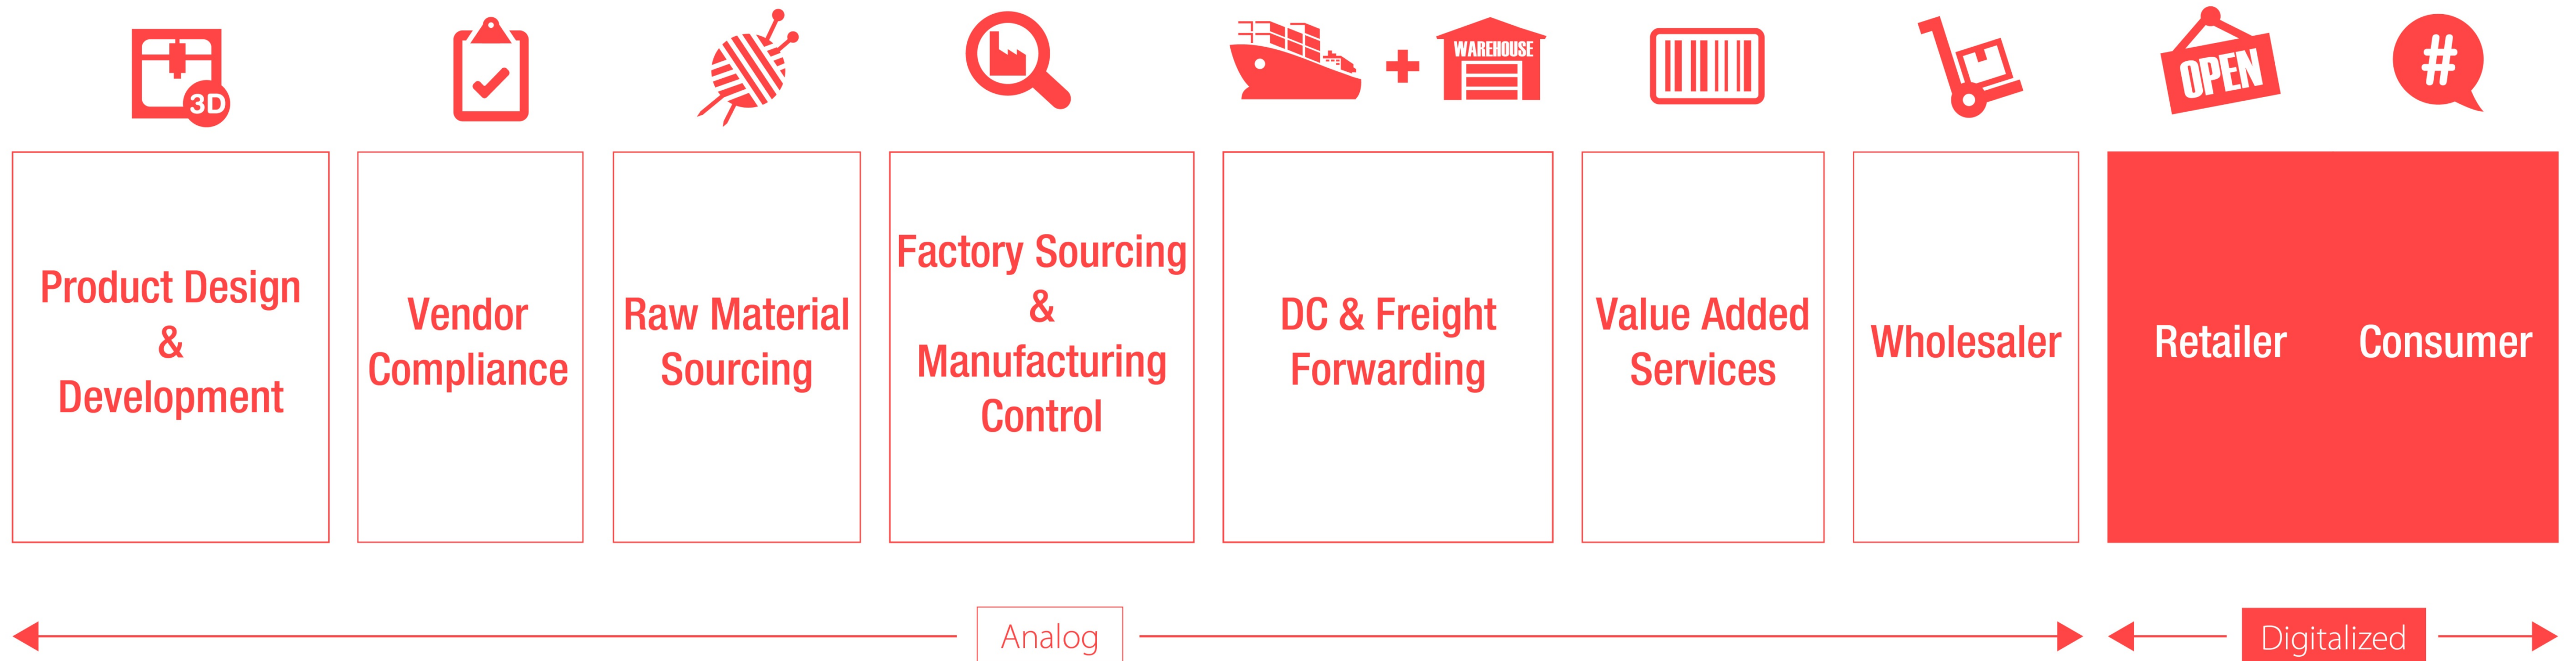 3D
WAREHOUSE
OPEN
#
Product Design
&
Development
Vendor
Compliance
Raw Material
Sourcing
Factory Sourcing
&
Manufacturing
Control
DC & Freight
Forwarding
Value Added
Services
Wholesaler
Retailer
Consumer
Analog
Digitalized